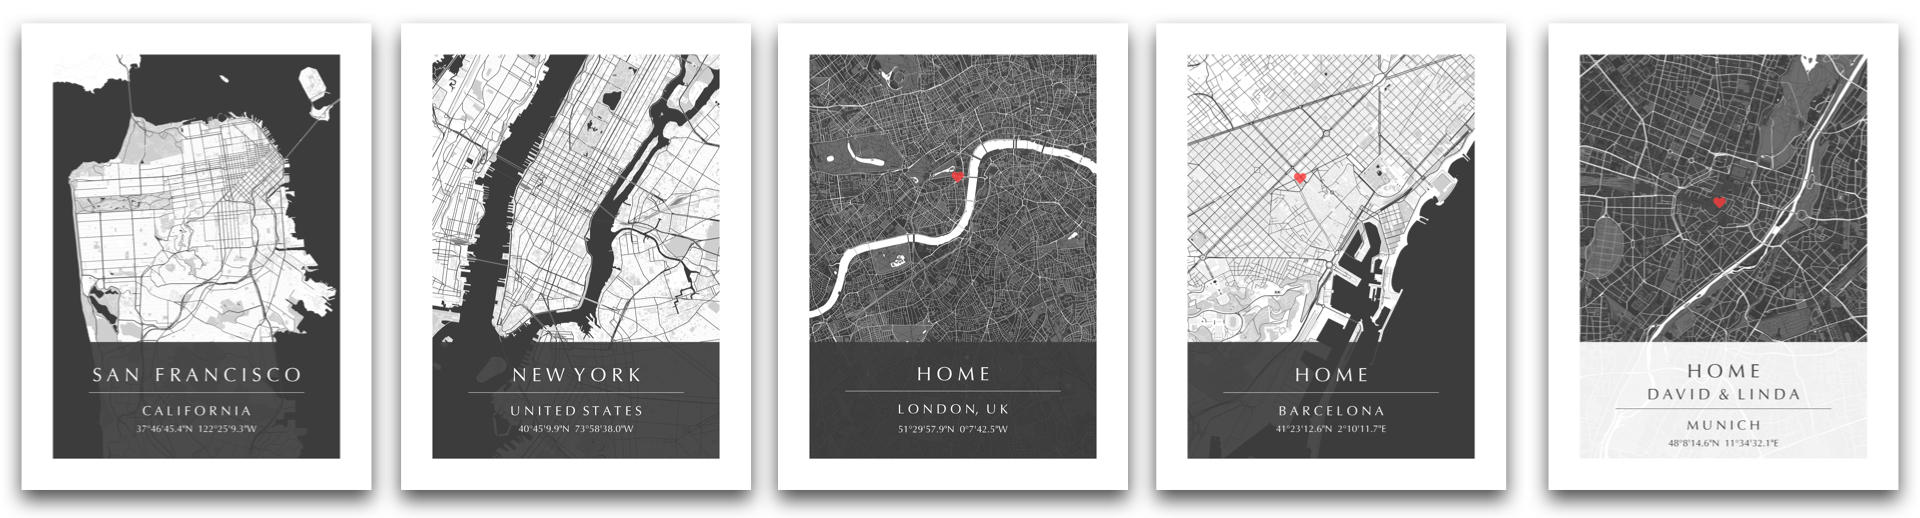 SAN FRANCISCO
CALIFORNIA
37°46'45.4"N 122°25'9.3"W
NEW YORK
UNITED STATES
40°45'9.9"N 73°58'38.0"W
HOME
LONDON, UK
51°29'57.9"N 0°7'42.5"W
HOME
BARCELONA
41°23'12.6"N 2°10'11.7"E
HOME
DAVID & LINDA
MUNICH
48°8'14.6"N 11°34'32.1"E